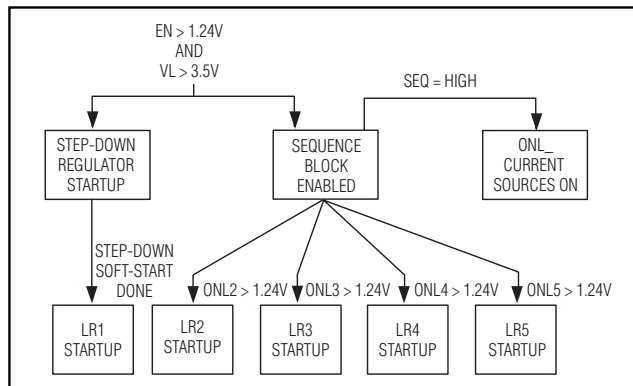 EN > 1.24V
AND
VL > 3.5V
SEQ = HIGH
STEP-DOWN
REGULATOR
STARTUP
SEQUENCE
BLOCK
ENABLED
ONL_
CURRENT
SOURCES ON
STEP-DOWN
SOFT-START
DONE
ONL2 > 1.24V
ONL3 > 1.24V
ONL4 > 1.24V
ONL5 > 1.24V
LR1
STARTUP
LR2
STARTUP
LR3
STARTUP
LR4
STARTUP
LR5
STARTUP